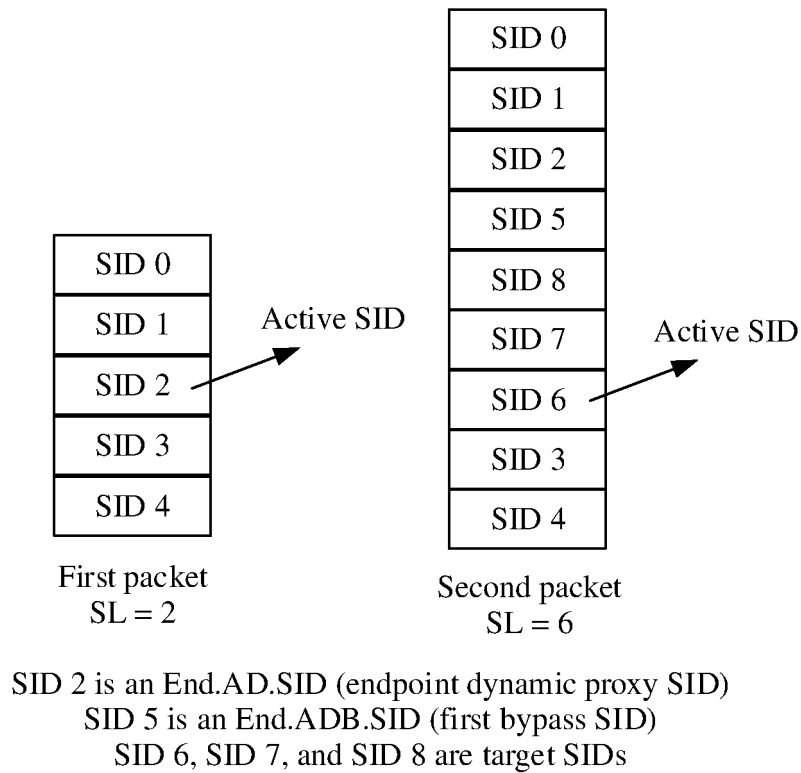 SID 0
SID 1
SID 2
SID 3
SID 4
Active SID
First packet
SL = 2
SID 0
SID 1
SID 2
SID 5
SID 8
SID 7
SID 6
SID 3
SID 4
Active SID
Second packet
SL = 6
SID 2 is an End.AD.SID (endpoint dynamic proxy SID)
SID 5 is an End.ADB.SID (first bypass SID)
SID 6, SID 7, and SID 8 are target SIDs